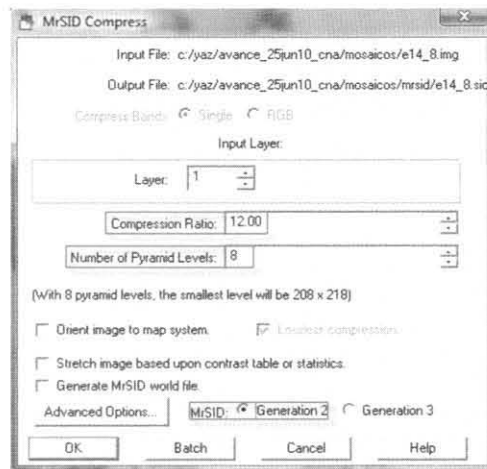 MrSID Compress
Input File: c:/yaz/avance_25jun10_cna/mosaicos/e14_8.img
Output File: c:/yaz/avance_25jun10_cna/mosaicos/mrsid/e14_8.sid
Compress Band: Single RGB
Input Layer:
Layer: 1
Compression Ratio: 12.00
Number of Pyramid Levels: 8
(With 8 pyramid levels, the smallest level will be 208 x 218)
Orient image to map system. Lossless compression.
Stretch image based upon contrast table or statistics.
Generate MrSID world file.
Advanced Options... MrSID: Generation 2 Generation 3
OK Batch Cancel Help